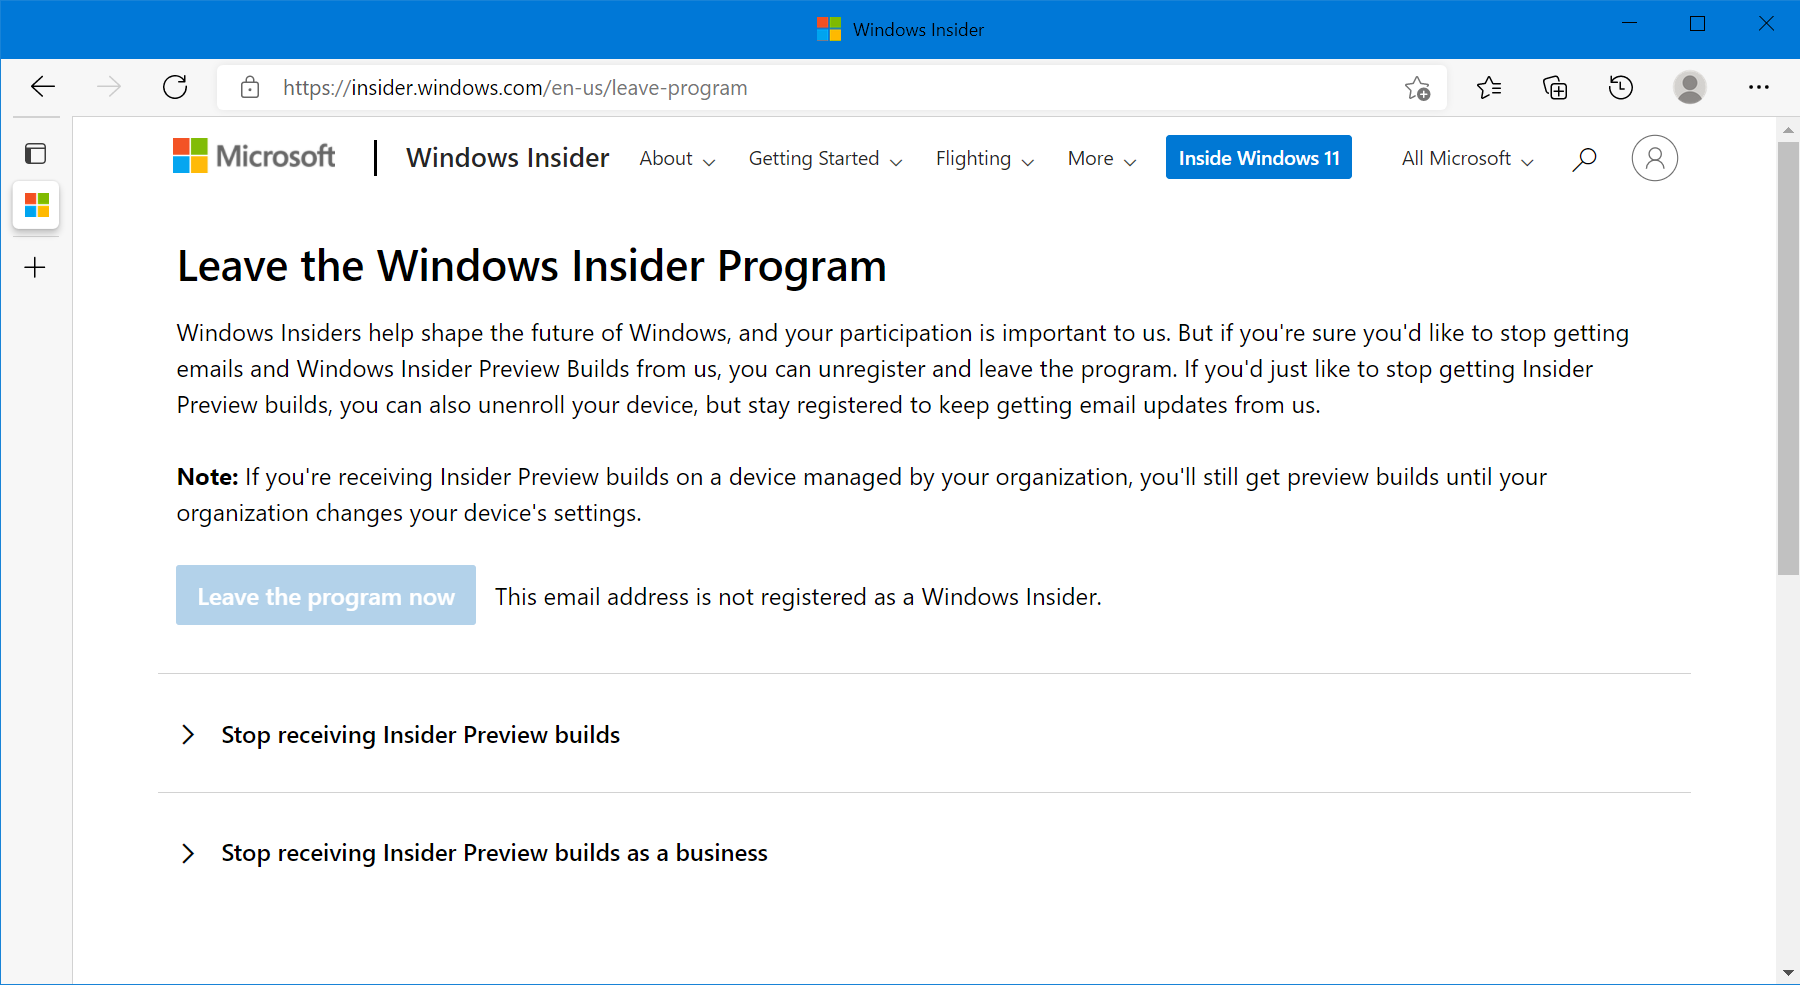 Windows Insider
https://insider.windows.com/en-us/leave-program
Microsoft Windows Insider About Getting Started Flighting More Inside Windows 11 All Microsoft
Leave the Windows Insider Program
Windows Insiders help shape the future of Windows, and your participation is important to us. But if you're sure you'd like to stop getting
emails and Windows Insider Preview Builds from us, you can unregister and leave the program. If you'd just like to stop getting Insider
Preview builds, you can also unenroll your device, but stay registered to keep getting email updates from us.
Note: If you're receiving Insider Preview builds on a device managed by your organization, you'll still get preview builds until your
organization changes your device's settings.
Leave the program now This email address is not registered as a Windows Insider.
Stop receiving Insider Preview builds
Stop receiving Insider Preview builds as a business